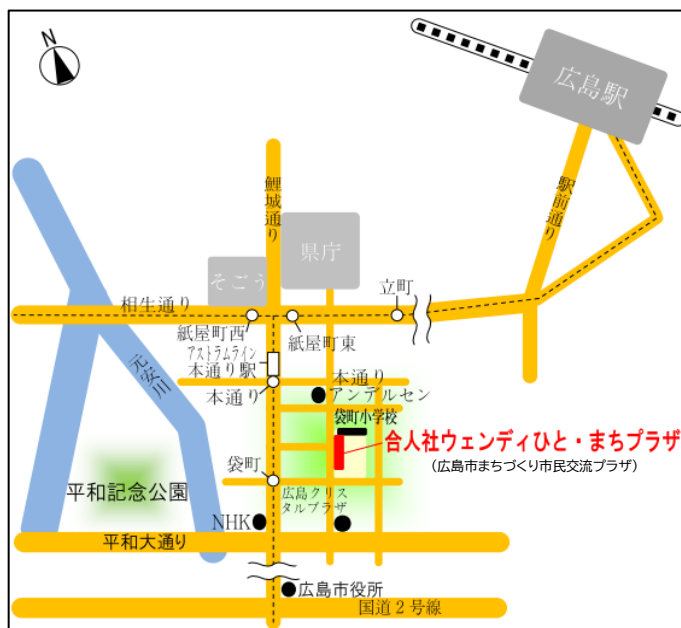 N
広島駅
鯉城通り
県庁
駅前通り
そごう
立町
相生通り
紙屋町西
紙屋町東
アストラムライン
本通り駅
元安川
本通り
本通り
アンデルセン
袋町小学校
合人社ウェンディひと・まちプラザ
(広島市まちづくり市民交流プラザ)
袋町
平和記念公園
広島クリス
タルプラザ
NHK
平和大通り
広島市役所
国道2号線